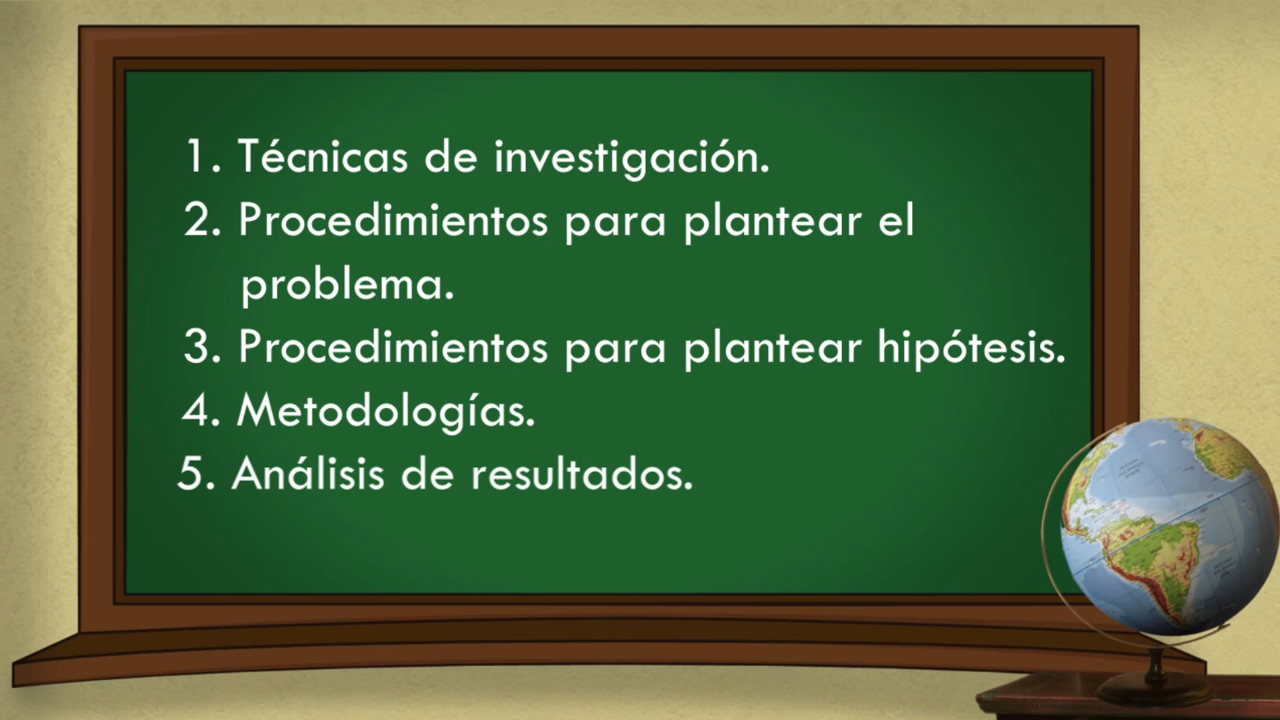 1. Técnicas de investigación.
2. Procedimientos para plantear el
problema.
3. Procedimientos para plantear hipótesis.
4. Metodologías.
5. Análisis de resultados.